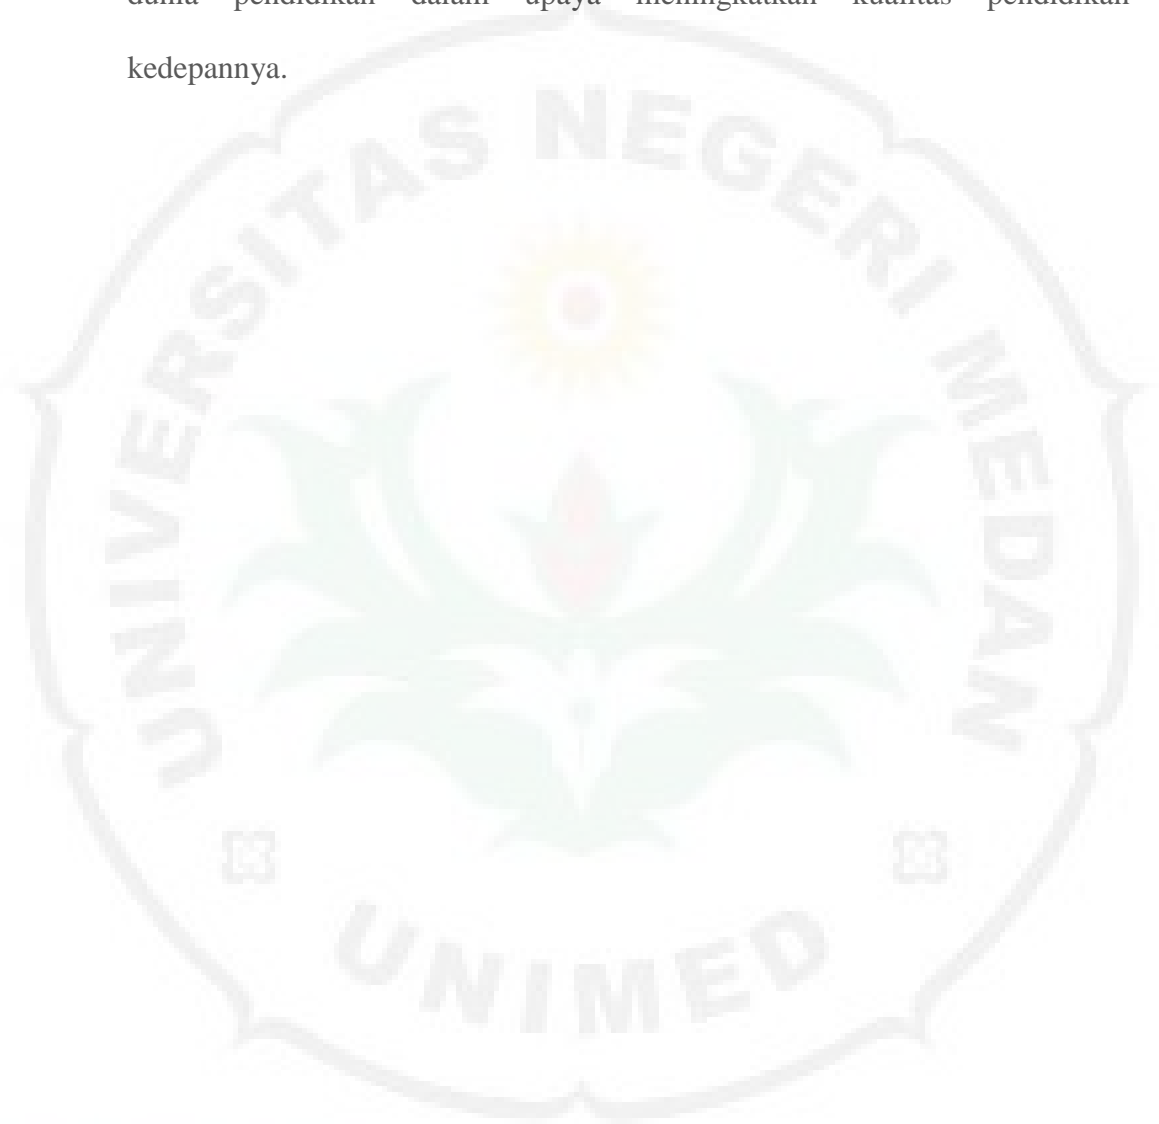 dunia pendidikan dalam upaya meningkatkan kualitas pendidikan
kedepannya.
UNIVERSITAS NEGERI MEDAN
UNIMED